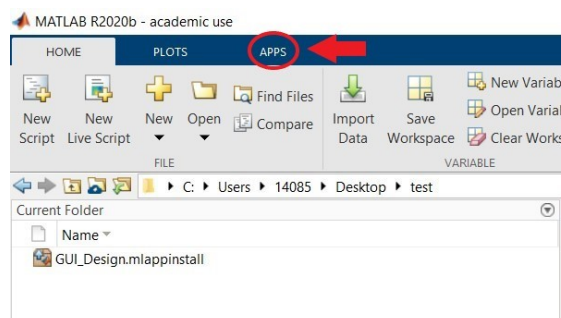 MATLAB R2020b - academic use
HOME PLOTS APPS
New Script
New Live Script
New
Open
Find Files
Compare
Import Data
Save Workspace
New Variab
Open Varial
Clear Works
FILE
VARIABLE
C: Users 14085 Desktop test
Current Folder
Name
GUI_Design.mlappinstall